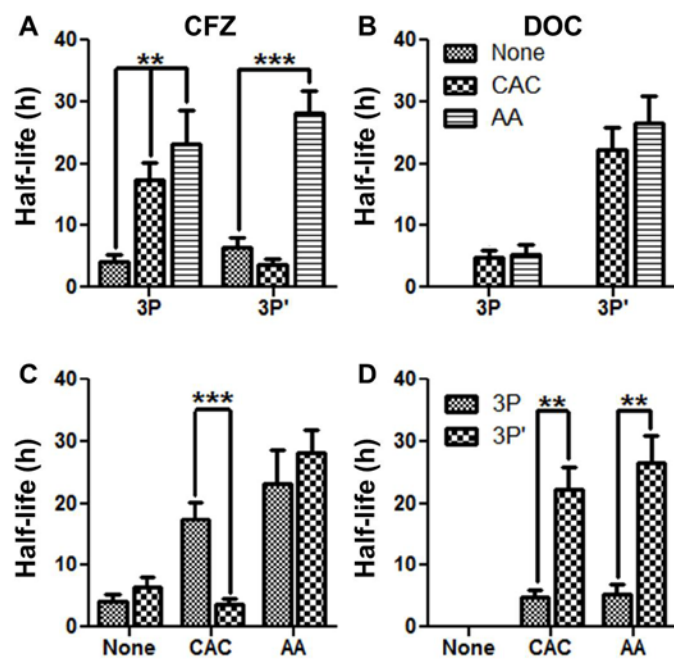 A CFZ
Half-life (h)
40
30
20
10
0
** ***
3P 3P'
B DOC
Half-life (h)
40
30
20
10
0
None
CAC
AA
3P 3P'
C
Half-life (h)
40
30
20
10
0
***
None CAC AA
D
Half-life (h)
40
30
20
10
0
3P
3P'
** **
None CAC AA